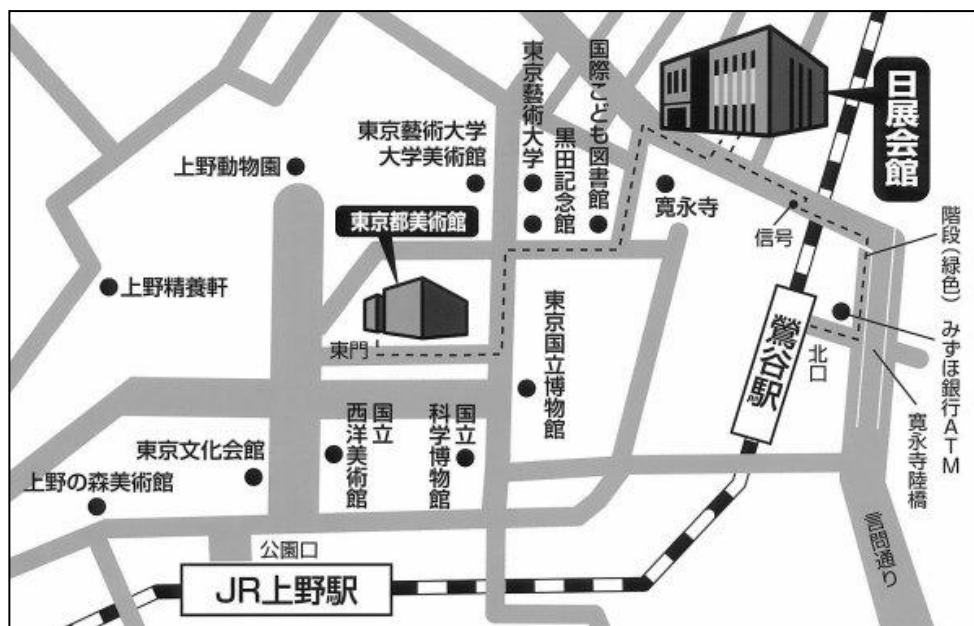 日展会館
国際こども図書館
東京藝術大学
黒田記念館
東京藝術大学
大学美術館
上野動物園
東京都美術館
寛永寺
信号
階段（緑色）
みずほ銀行ATM
上野精養軒
東門
東京国立博物館
鶯谷駅
北口
寛永寺陸橋
国立
西洋美術館
国立
科学博物館
東京文化会館
上野の森美術館
公園口
JR上野駅
言問通り